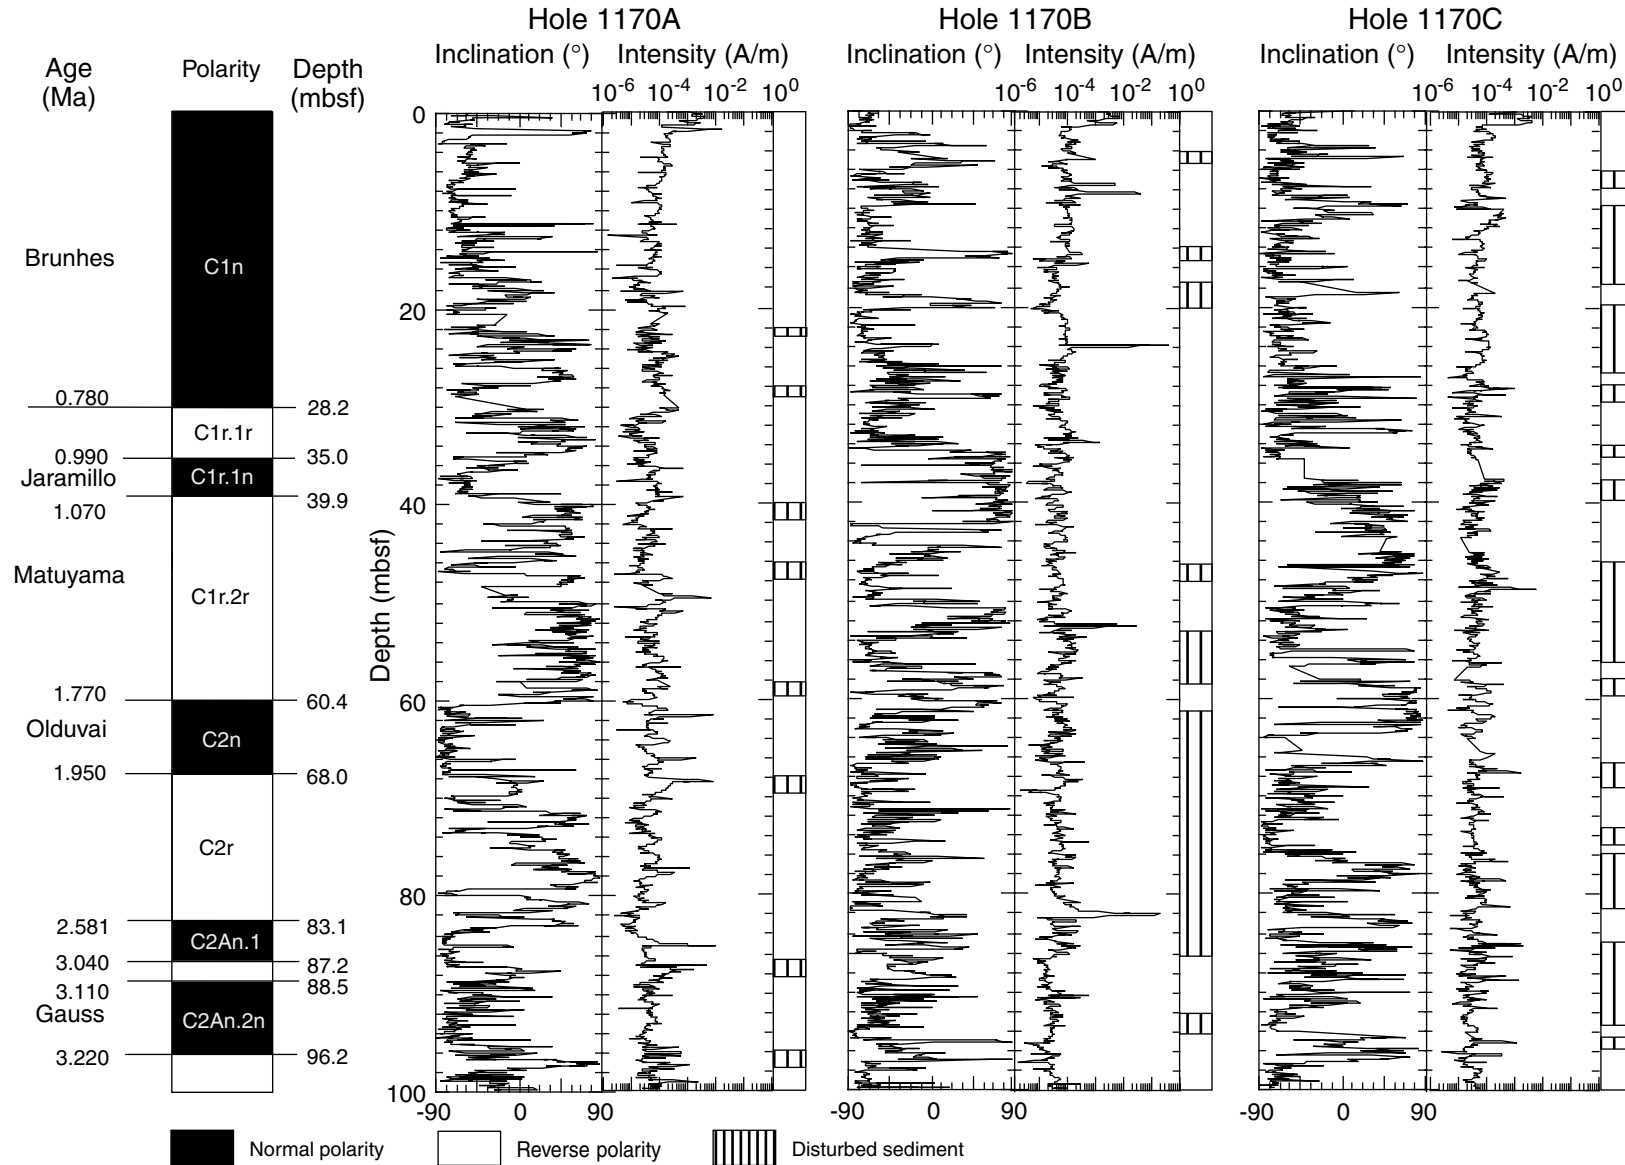 Hole 1170A
Hole 1170B
Hole 1170C
Inclination (°) Intensity (A/m)
Inclination (°) Intensity (A/m)
Inclination (°) Intensity (A/m)
Age
(Ma)
Polarity
Depth
(mbsf)
10-6 10-4 10-2 100
10-6 10-4 10-2 100
10-6 10-4 10-2 100
Brunhes
C1n
0.780
28.2
C1r.1r
0.990
35.0
Jaramillo
C1r.1n
1.070
39.9
Matuyama
C1r.2r
1.770
60.4
Olduvai
C2n
1.950
68.0
C2r
2.581
83.1
C2An.1
3.040
87.2
3.110
88.5
Gauss
C2An.2n
3.220
96.2
Depth (mbsf)
0
20
40
60
80
100
-90 0 90
-90 0 90
-90 0 90
Normal polarity
Reverse polarity
Disturbed sediment